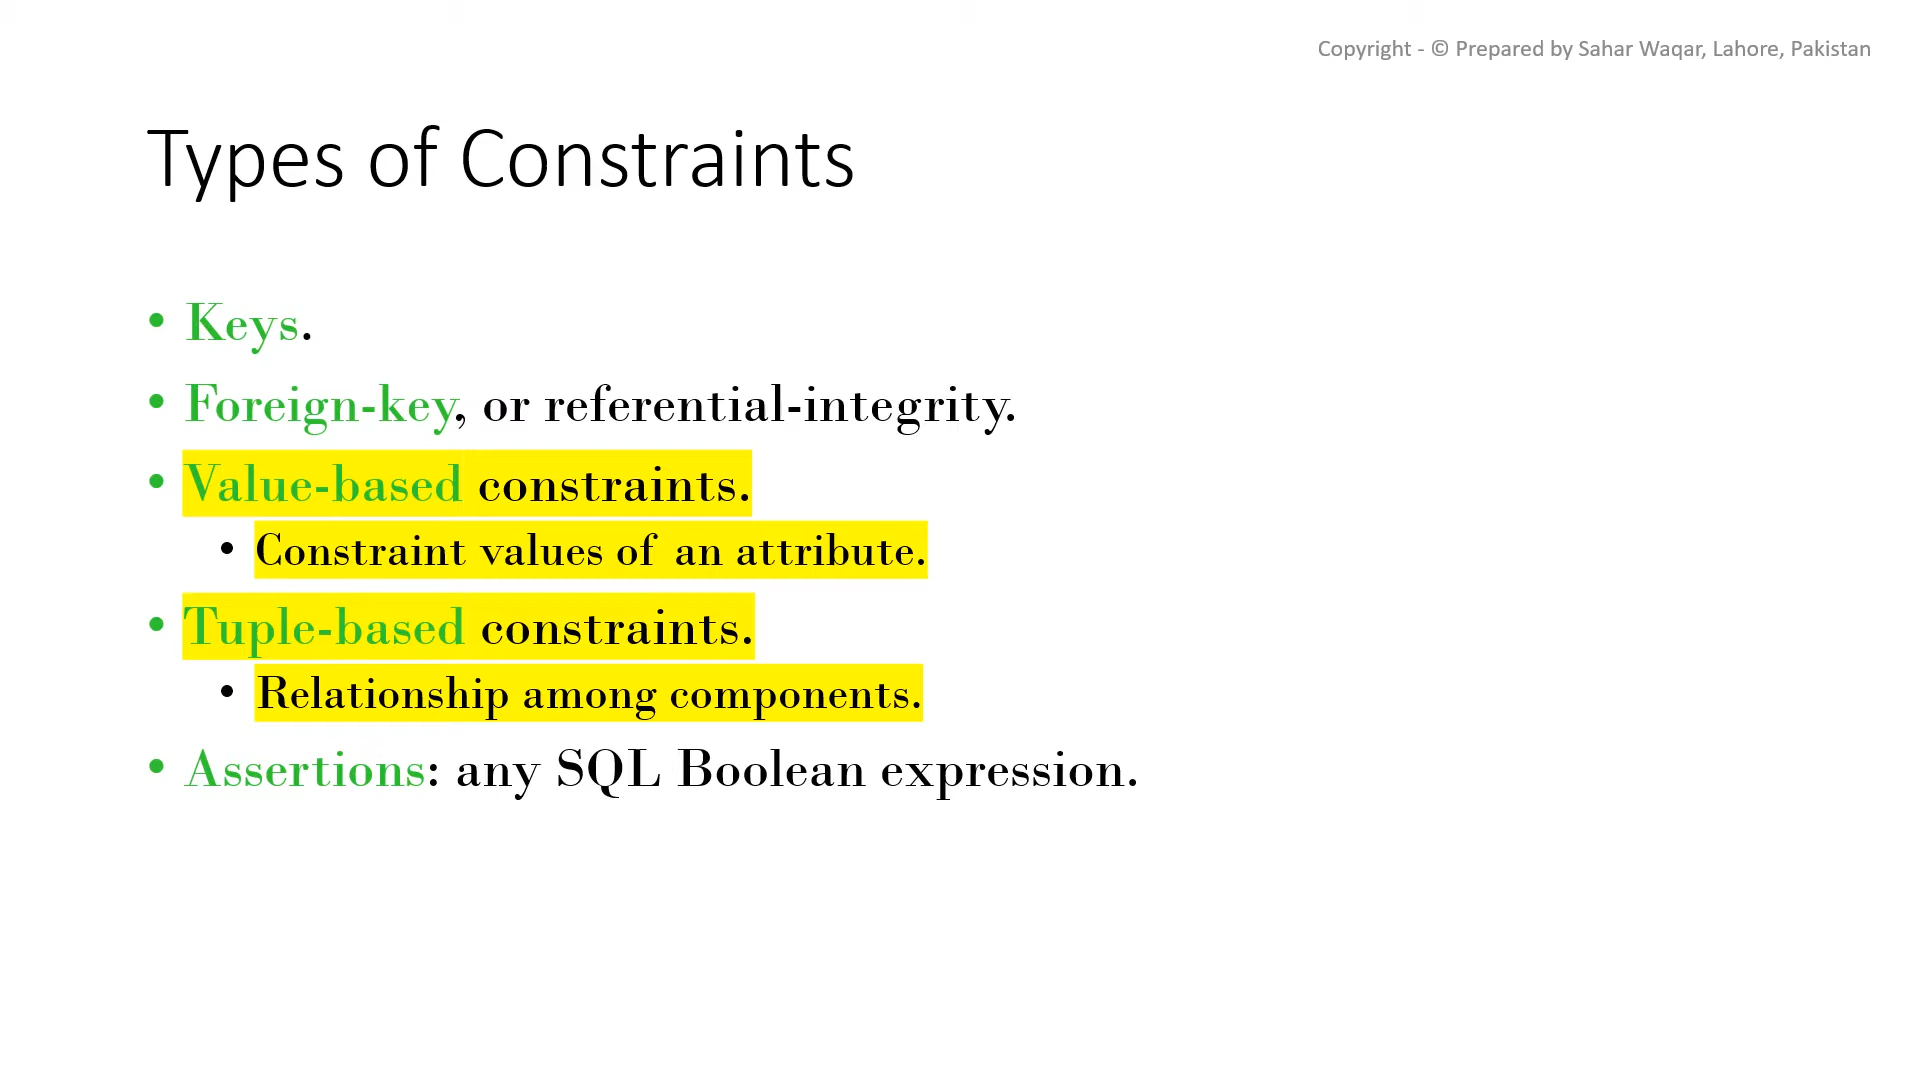 Copyright - © Prepared by Sahar Waqar, Lahore, Pakistan
Types of Constraints
• Keys.
• Foreign-key, or referential-integrity.
• Value-based constraints.
• Constraint values of an attribute.
• Tuple-based constraints.
• Relationship among components.
• Assertions: any SQL Boolean expression.